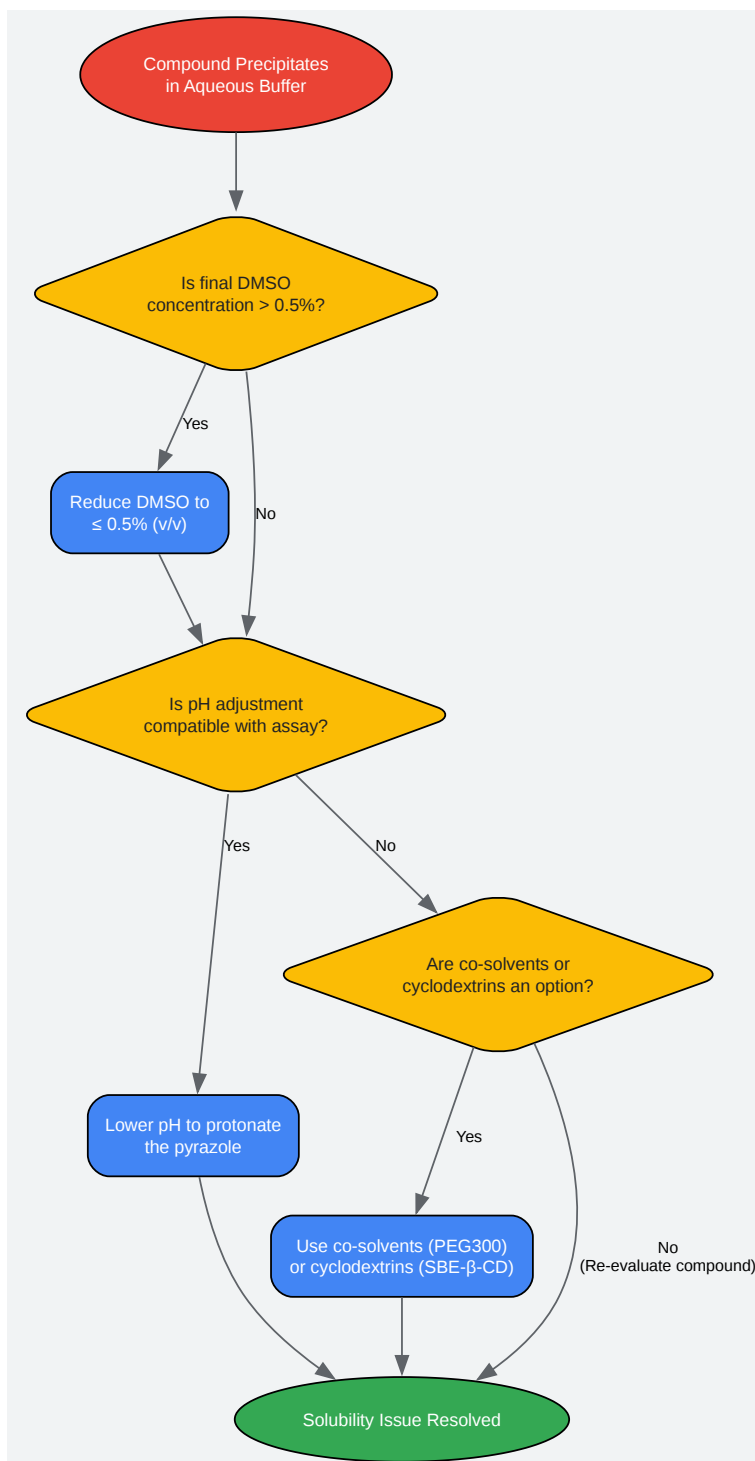 Compound Precipitates
in Aqueous Buffer
Is final DMSO
concentration > 0.5%?
Yes
Reduce DMSO to
≤ 0.5% (v/v)
No
Is pH adjustment
compatible with assay?
Yes
No
Are co-solvents or
cyclodextrins an option?
Lower pH to protonate
the pyrazole
Yes
Use co-solvents (PEG300)
or cyclodextrins (SBE-β-CD)
No
(Re-evaluate compound)
Solubility Issue Resolved